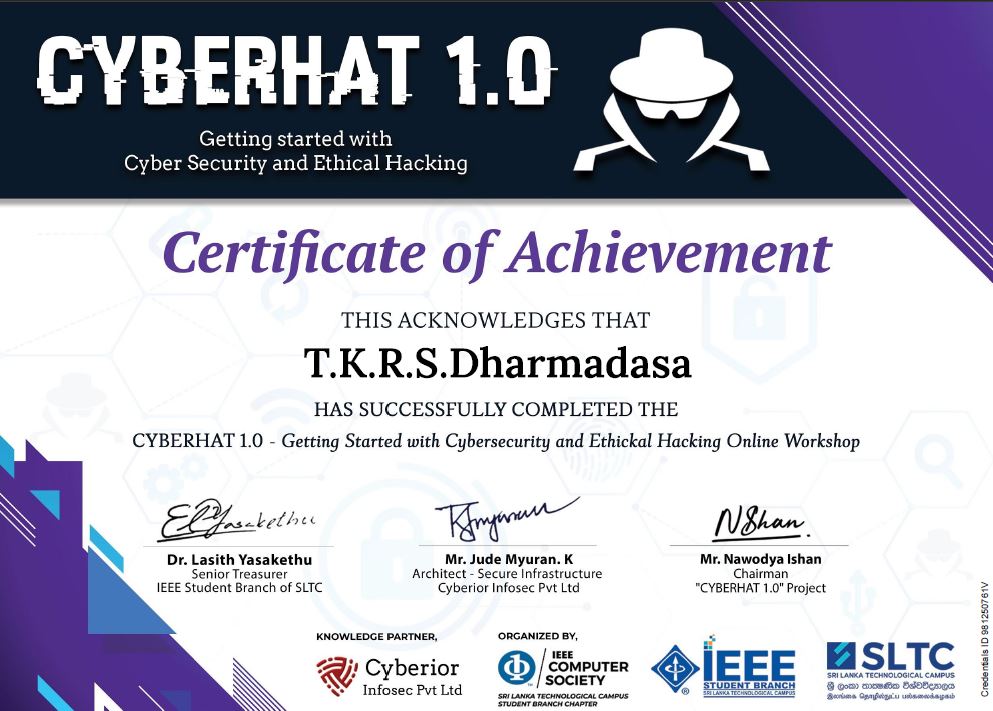 CYBERHAT 1.0
Getting started with
Cyber Security and Ethical Hacking
Certificate of Achievement
THIS ACKNOWLEDGES THAT
T.K.R.S.Dharmadasa
HAS SUCCESSFULLY COMPLETED THE
CYBERHAT 1.0 - Getting Started with Cybersecurity and Ethickal Hacking Online Workshop
Dr. Lasith Yasakethu
Senior Treasurer
IEEE Student Branch of SLTC
Mr. Jude Myuran. K
Architect - Secure Infrastructure
Cyberior Infosec Pvt Ltd
Mr. Nawodya Ishan
Chairman
"CYBERHAT 1.0" Project
KNOWLEDGE PARTNER,
Cyberior
Infosec Pvt Ltd
ORGANIZED BY,
IEEE
COMPUTER
SOCIETY
SRI LANKA TECHNOLOGICAL CAMPUS
STUDENT BRANCH CHAPTER
IEEE
STUDENT BRANCH
SRI LANKA TECHNOLOGICAL CAMPUS
SLTC
SRI LANKA TECHNOLOGICAL CAMPUS
ශ්‍රී ලංකා තාක්ෂණික විශ්වවිද්‍යාලය
இலங்கை தொழில்நுட்ப பல்கலைக்கழகம்
Credentials ID 981250761V